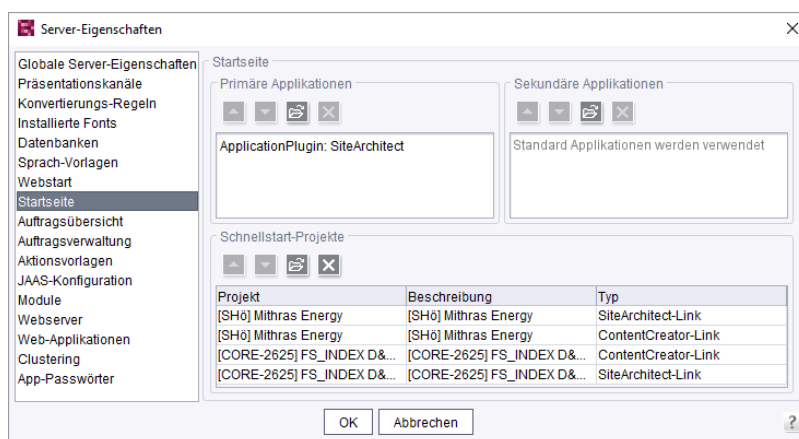 Server-Eigenschaften
Globale Server-Eigenschaften
Präsentationskanäle
Konvertierungs-Regeln
Installierte Fonts
Datenbanken
Sprach-Vorlagen
Webstart
Startseite
Auftragsübersicht
Auftragsverwaltung
Aktionsvorlagen
JAAS-Konfiguration
Module
Webserver
Web-Applikationen
Clustering
App-Passwörter
Startseite
Primäre Applikationen
ApplicationPlugin: SiteArchitect
Sekundäre Applikationen
Standard Applikationen werden verwendet
Schnellstart-Projekte
Projekt Beschreibung Typ
[SHö] Mithras Energy [SHö] Mithras Energy SiteArchitect-Link
[SHö] Mithras Energy [SHö] Mithras Energy ContentCreator-Link
[CORE-2625] FS_INDEX D&... [CORE-2625] FS_INDEX D&... ContentCreator-Link
[CORE-2625] FS_INDEX D&... [CORE-2625] FS_INDEX D&... SiteArchitect-Link
OK Abbrechen ?